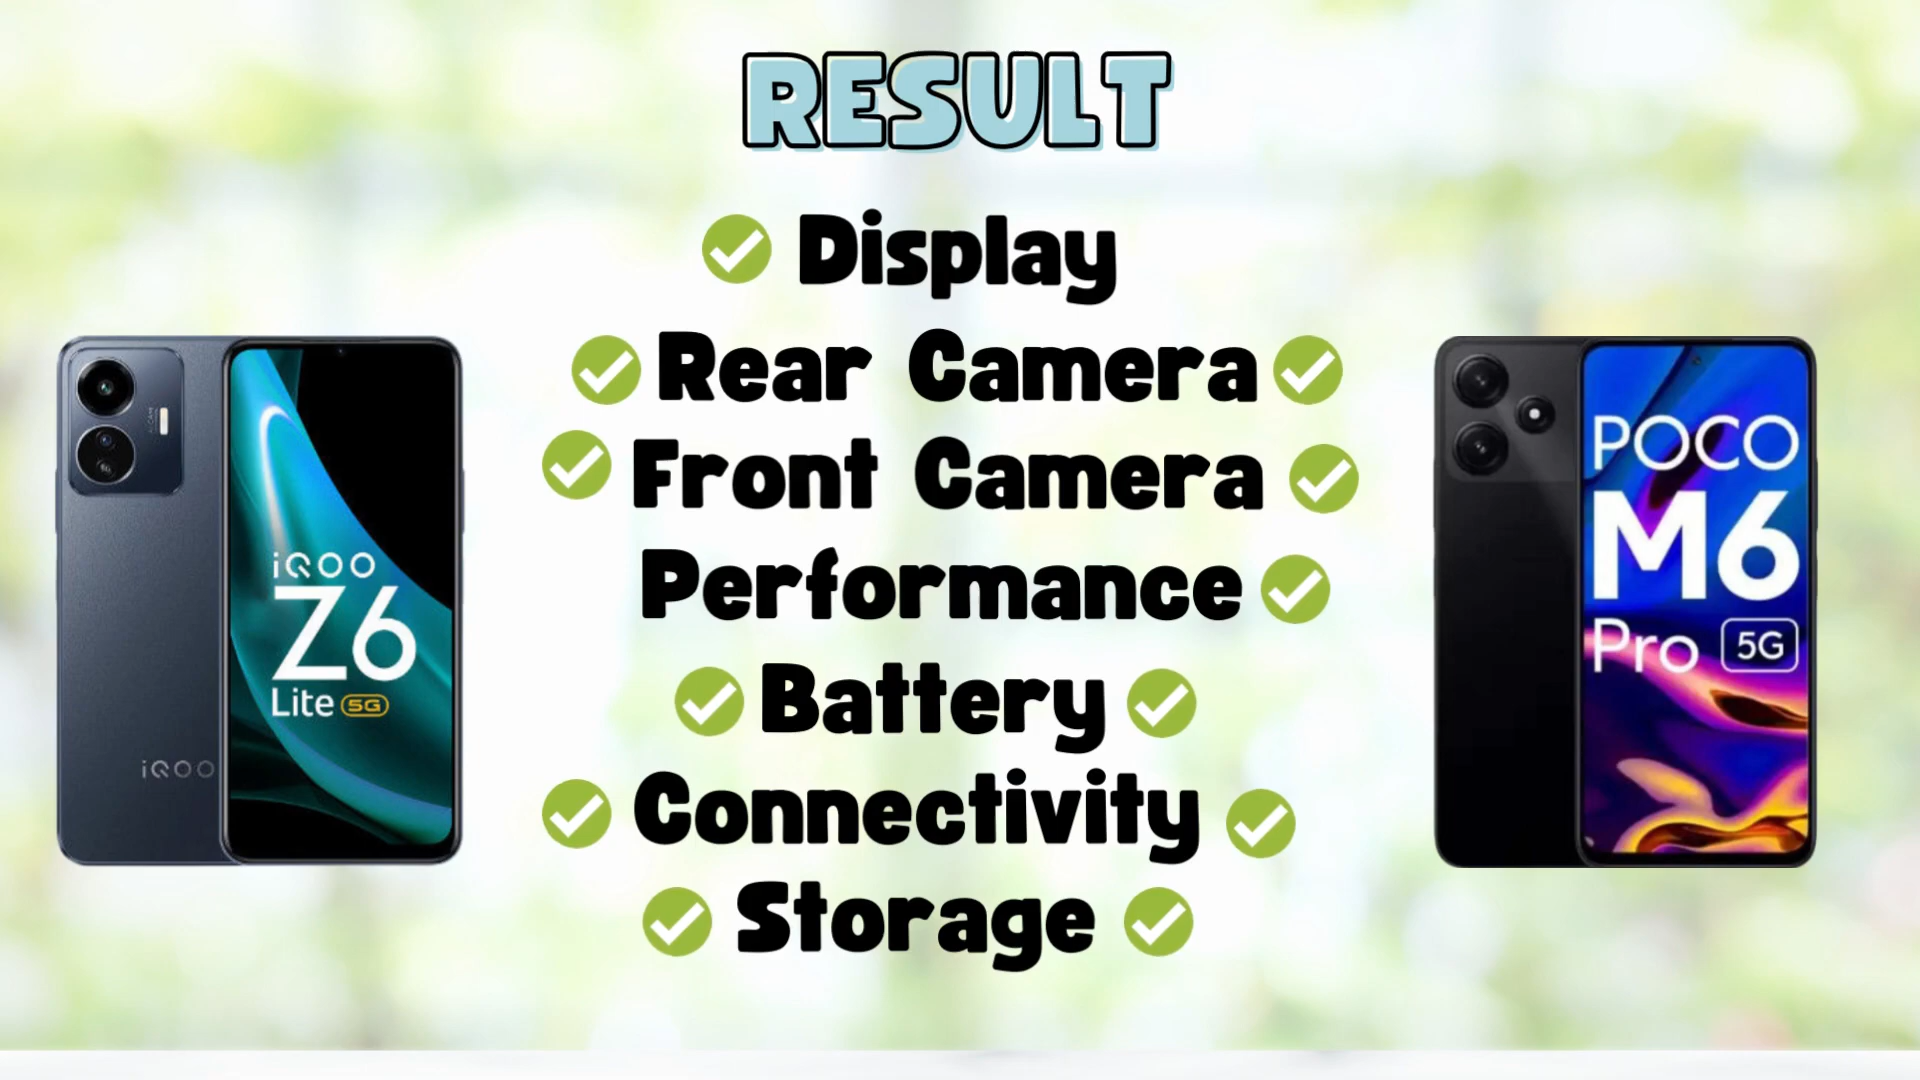 RESULT
Display
Rear Camera
Front Camera
Performance
Battery
Connectivity
Storage
iQOO
Z6
Lite 5G
iQOO
POCO
M6
Pro 5G